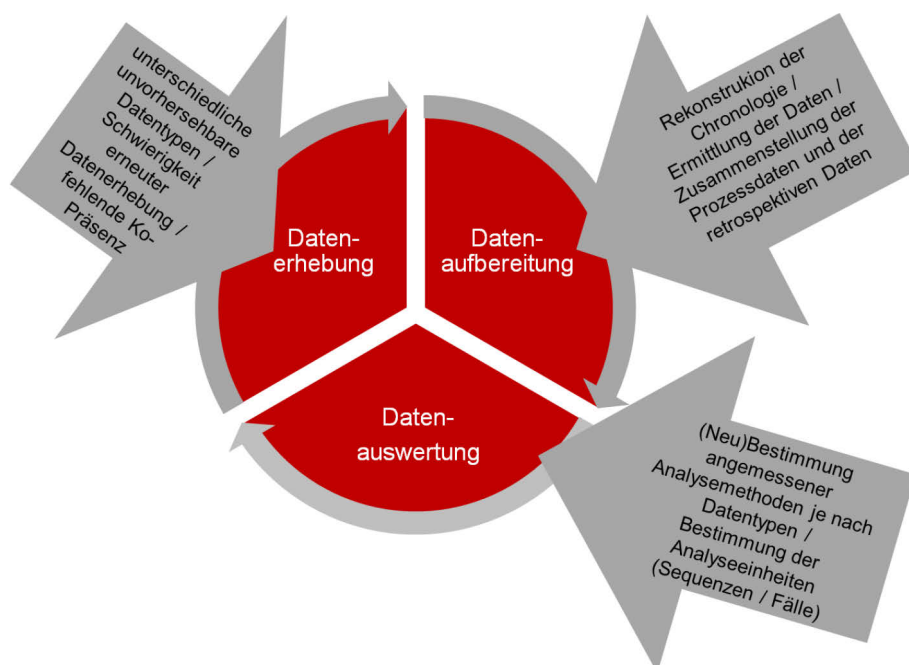 unterschiedliche
unvorhersehbare
Datentypen /
Schwierigkeit
erneuter
Datenerhebung /
fehlende Ko-
Präsenz
Rekonstrukion der
Chronologie /
Ermittlung der Daten /
Zusammenstellung der
Prozessdaten und der
retrospektiven Daten
Daten-
erhebung
Daten-
aufbereitung
Daten-
auswertung
(Neu)Bestimmung
angemessener
Analysemethoden je nach
Datentypen /
Bestimmung der
Analyseeinheiten
(Sequenzen / Fälle)